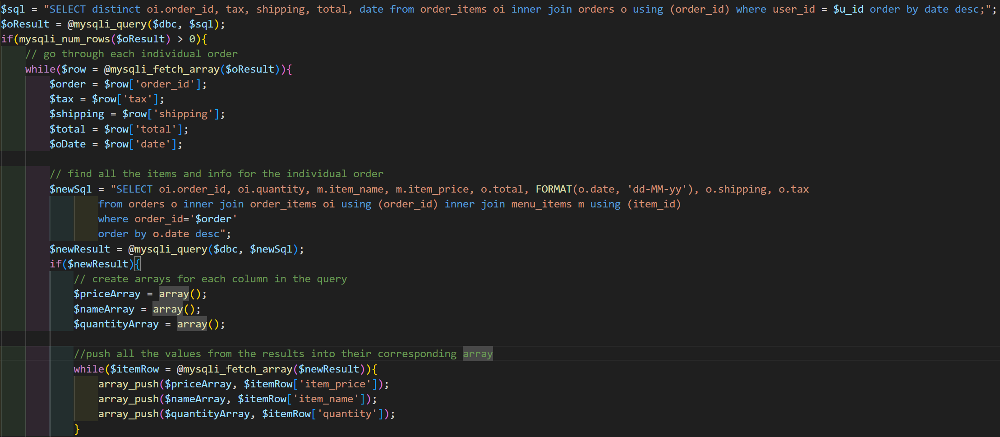 $sql = "SELECT distinct oi.order_id, tax, shipping, total, date from order_items oi inner join orders o using (order_id) where user_id = $u_id order by date desc;";
$oResult = @mysqli_query($dbc, $sql);
if(mysqli_num_rows($oResult) > 0){
    // go through each individual order
    while($row = @mysqli_fetch_array($oResult)){
        $order = $row['order_id'];
        $tax = $row['tax'];
        $shipping = $row['shipping'];
        $total = $row['total'];
        $oDate = $row['date'];

        // find all the items and info for the individual order
        $newSql = "SELECT oi.order_id, oi.quantity, m.item_name, m.item_price, o.total, FORMAT(o.date, 'dd-MM-yy'), o.shipping, o.tax
                from orders o inner join order_items oi using (order_id) inner join menu_items m using (item_id)
                where order_id='$order'
                order by o.date desc";
        $newResult = @mysqli_query($dbc, $newSql);
        if($newResult){
            // create arrays for each column in the query
            $priceArray = array();
            $nameArray = array();
            $quantityArray = array();

            //push all the values from the results into their corresponding array
            while($itemRow = @mysqli_fetch_array($newResult)){
                array_push($priceArray, $itemRow['item_price']);
                array_push($nameArray, $itemRow['item_name']);
                array_push($quantityArray, $itemRow['quantity']);
            }